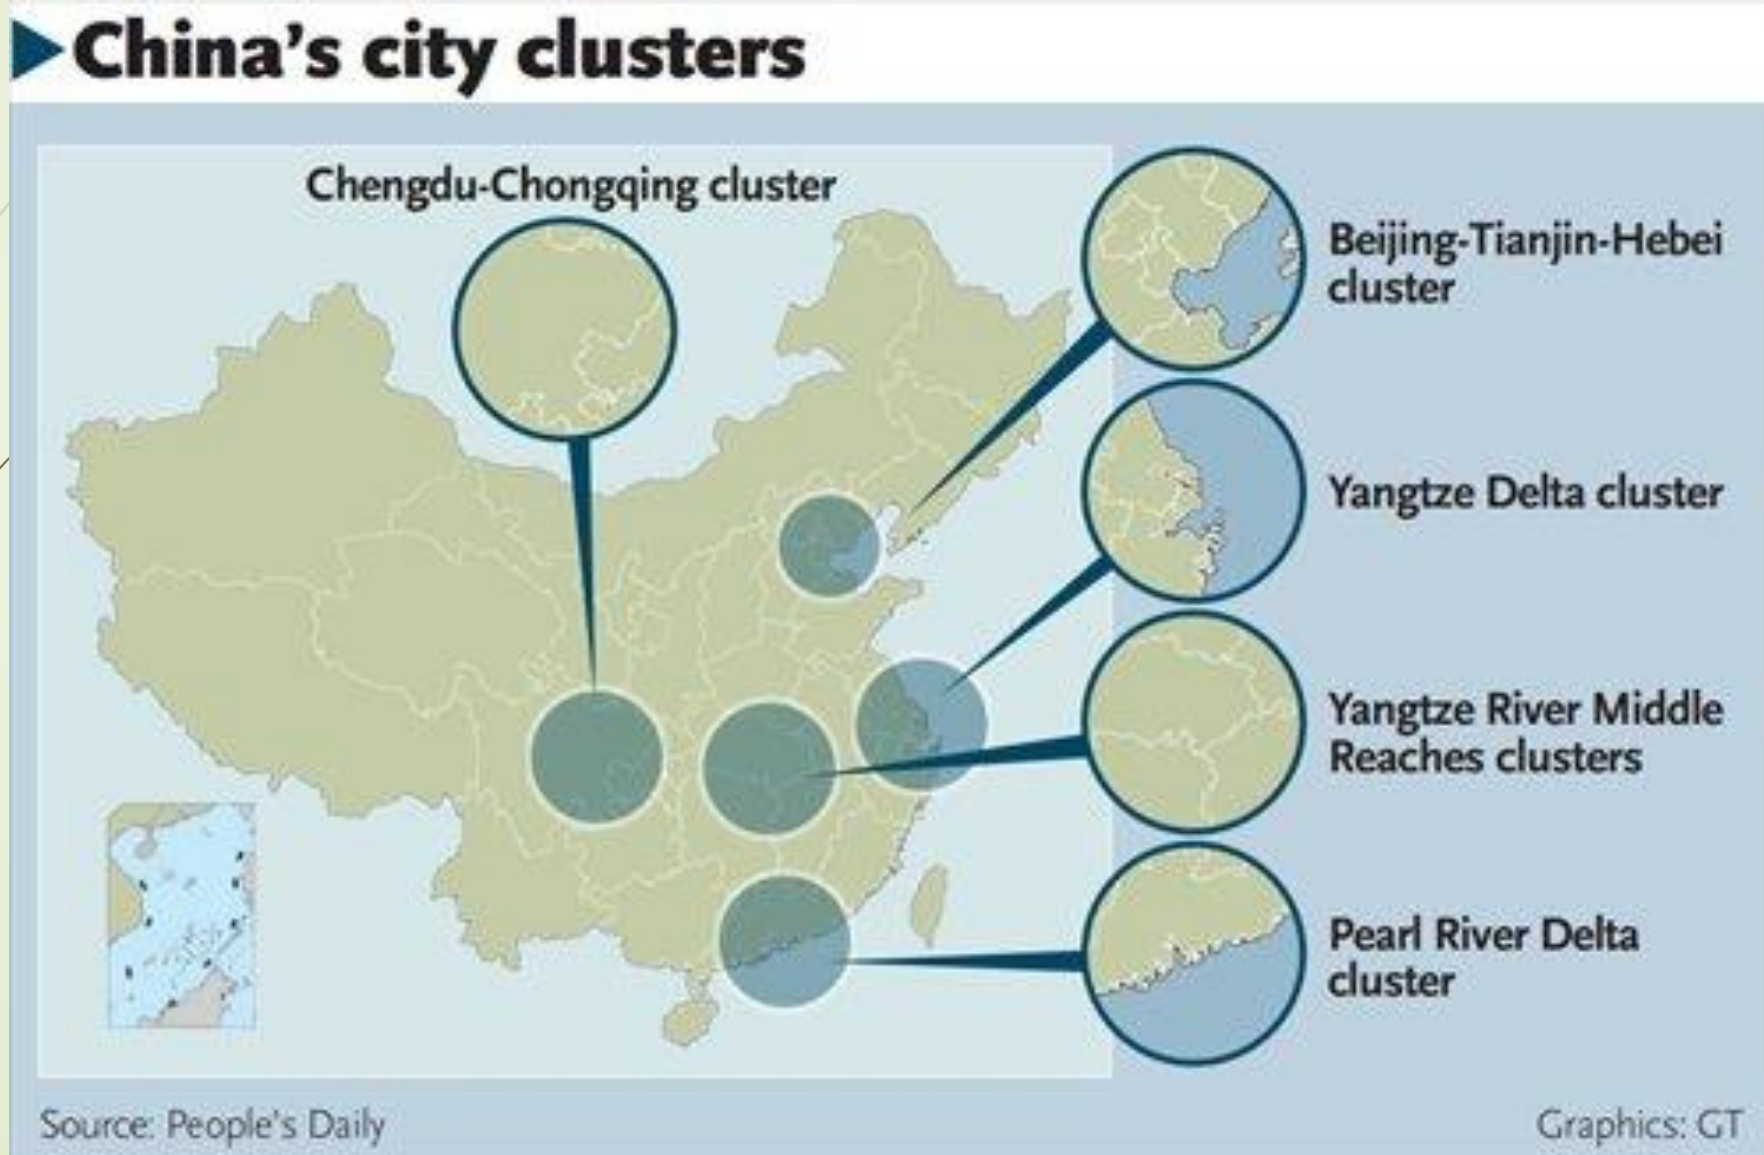 China's city clusters
Chengdu-Chongqing cluster
Beijing-Tianjin-Hebei
cluster
Yangtze Delta cluster
Yangtze River Middle
Reaches clusters
Pearl River Delta
cluster
Source: People's Daily
Graphics: GT